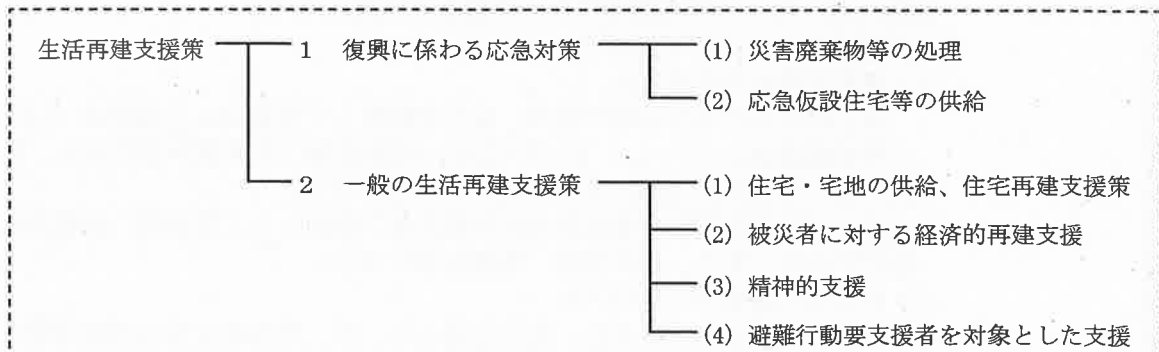 生活再建支援策 1 復興に係わる応急対策 (1) 災害廃棄物等の処理
(2) 応急仮設住宅等の供給
2 一般の生活再建支援策 (1) 住宅・宅地の供給、住宅再建支援策
(2) 被災者に対する経済的再建支援
(3) 精神的支援
(4) 避難行動要支援者を対象とした支援